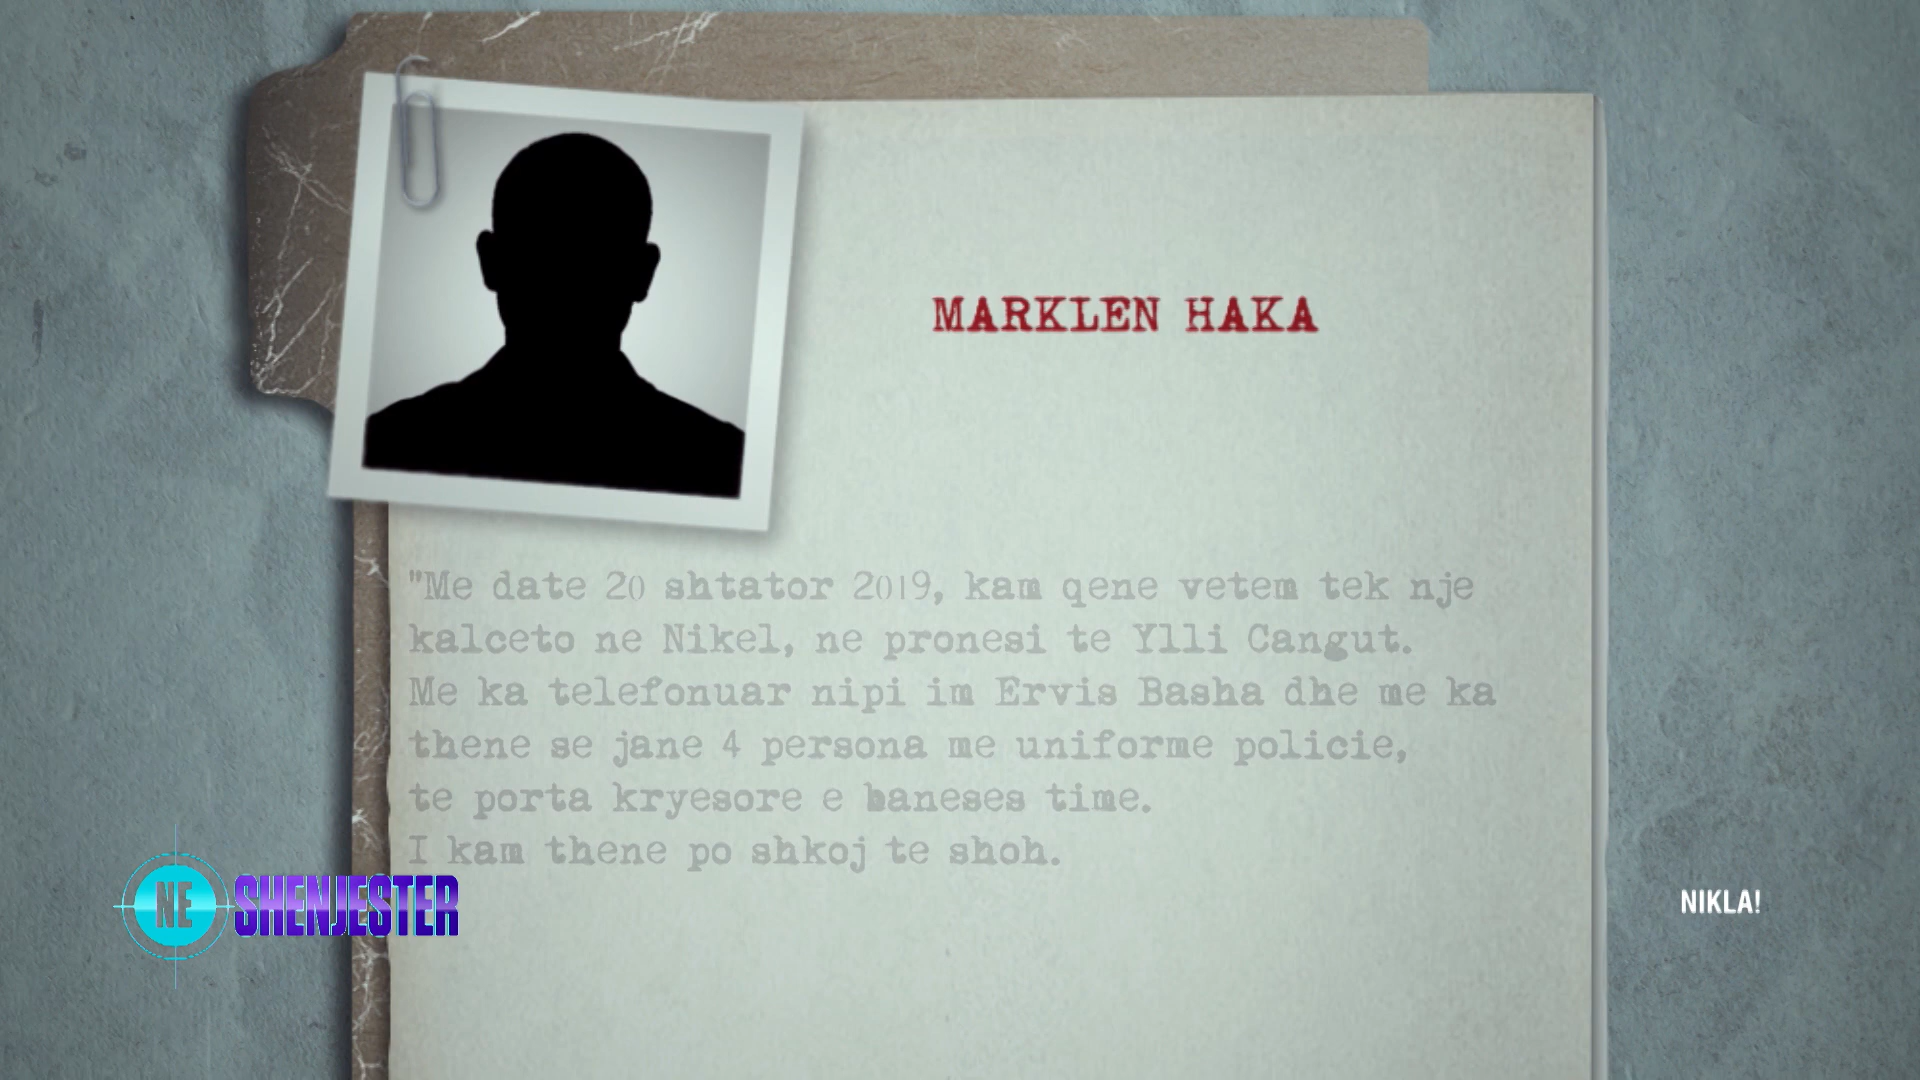 MARKLEN HAKA
"Me date 20 shtator 2019, kam qene vetem tek nje
kalceto ne Nikel, ne pronesi te Ylli Cangut.
Me ka telefonuar nipi im Ervis Basha dhe me ka
thene se jane 4 persona me uniforme policie,
te porta kryesore e baneses time.
I kam thene po shkoj te shoh.
NE SHENJESTER
NIKLA!